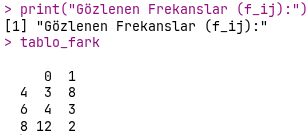 > print("Gözlenen Frekanslar (f_ij):")
[1] "Gözlenen Frekanslar (f_ij):"
> tablo_fark
     0  1
  4  3  8
  6  4  3
  8 12  2